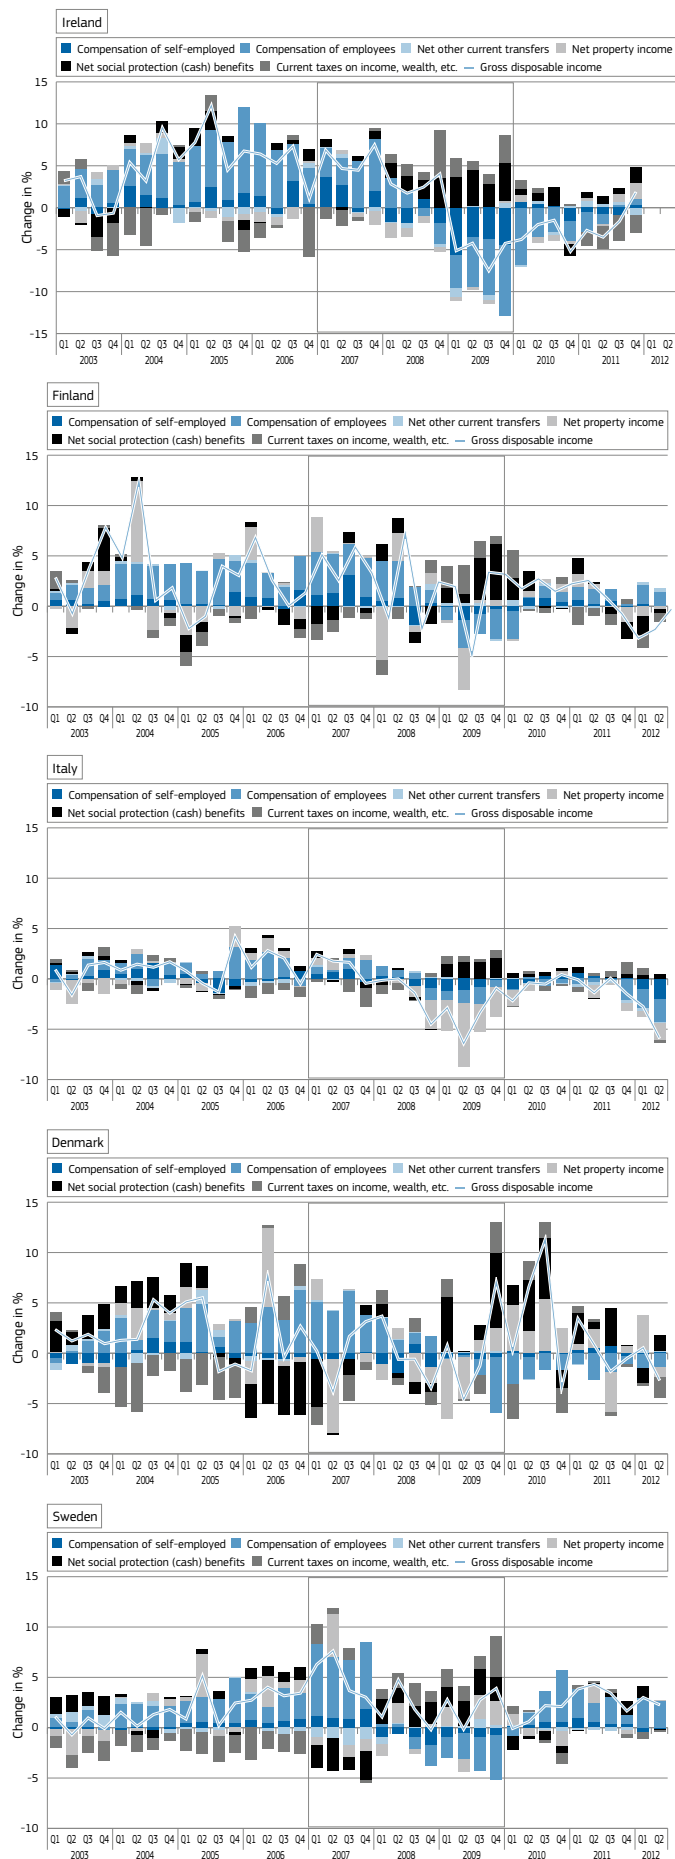 Ireland
Compensation of self-employed Compensation of employees Net other current transfers Net property income
Net social protection (cash) benefits Current taxes on income, wealth, etc. Gross disposable income
Change in %
15
10
5
0
-5
-10
-15
Q1 Q2 Q3 Q4 Q1 Q2 Q3 Q4 Q1 Q2 Q3 Q4 Q1 Q2 Q3 Q4 Q1 Q2 Q3 Q4 Q1 Q2 Q3 Q4 Q1 Q2 Q3 Q4 Q1 Q2 Q3 Q4 Q1 Q2 Q3 Q4 Q1 Q2
2003 2004 2005 2006 2007 2008 2009 2010 2011 2012
Finland
Compensation of self-employed Compensation of employees Net other current transfers Net property income
Net social protection (cash) benefits Current taxes on income, wealth, etc. Gross disposable income
Change in %
15
10
5
0
-5
-10
Q1 Q2 Q3 Q4 Q1 Q2 Q3 Q4 Q1 Q2 Q3 Q4 Q1 Q2 Q3 Q4 Q1 Q2 Q3 Q4 Q1 Q2 Q3 Q4 Q1 Q2 Q3 Q4 Q1 Q2 Q3 Q4 Q1 Q2 Q3 Q4 Q1 Q2
2003 2004 2005 2006 2007 2008 2009 2010 2011 2012
Italy
Compensation of self-employed Compensation of employees Net other current transfers Net property income
Net social protection (cash) benefits Current taxes on income, wealth, etc. Gross disposable income
Change in %
15
10
5
0
-5
-10
Q1 Q2 Q3 Q4 Q1 Q2 Q3 Q4 Q1 Q2 Q3 Q4 Q1 Q2 Q3 Q4 Q1 Q2 Q3 Q4 Q1 Q2 Q3 Q4 Q1 Q2 Q3 Q4 Q1 Q2 Q3 Q4 Q1 Q2 Q3 Q4 Q1 Q2
2003 2004 2005 2006 2007 2008 2009 2010 2011 2012
Denmark
Compensation of self-employed Compensation of employees Net other current transfers Net property income
Net social protection (cash) benefits Current taxes on income, wealth, etc. Gross disposable income
Change in %
15
10
5
0
-5
-10
Q1 Q2 Q3 Q4 Q1 Q2 Q3 Q4 Q1 Q2 Q3 Q4 Q1 Q2 Q3 Q4 Q1 Q2 Q3 Q4 Q1 Q2 Q3 Q4 Q1 Q2 Q3 Q4 Q1 Q2 Q3 Q4 Q1 Q2 Q3 Q4 Q1 Q2
2003 2004 2005 2006 2007 2008 2009 2010 2011 2012
Sweden
Compensation of self-employed Compensation of employees Net other current transfers Net property income
Net social protection (cash) benefits Current taxes on income, wealth, etc. Gross disposable income
Change in %
15
10
5
0
-5
-10
Q1 Q2 Q3 Q4 Q1 Q2 Q3 Q4 Q1 Q2 Q3 Q4 Q1 Q2 Q3 Q4 Q1 Q2 Q3 Q4 Q1 Q2 Q3 Q4 Q1 Q2 Q3 Q4 Q1 Q2 Q3 Q4 Q1 Q2 Q3 Q4 Q1 Q2
2003 2004 2005 2006 2007 2008 2009 2010 2011 2012